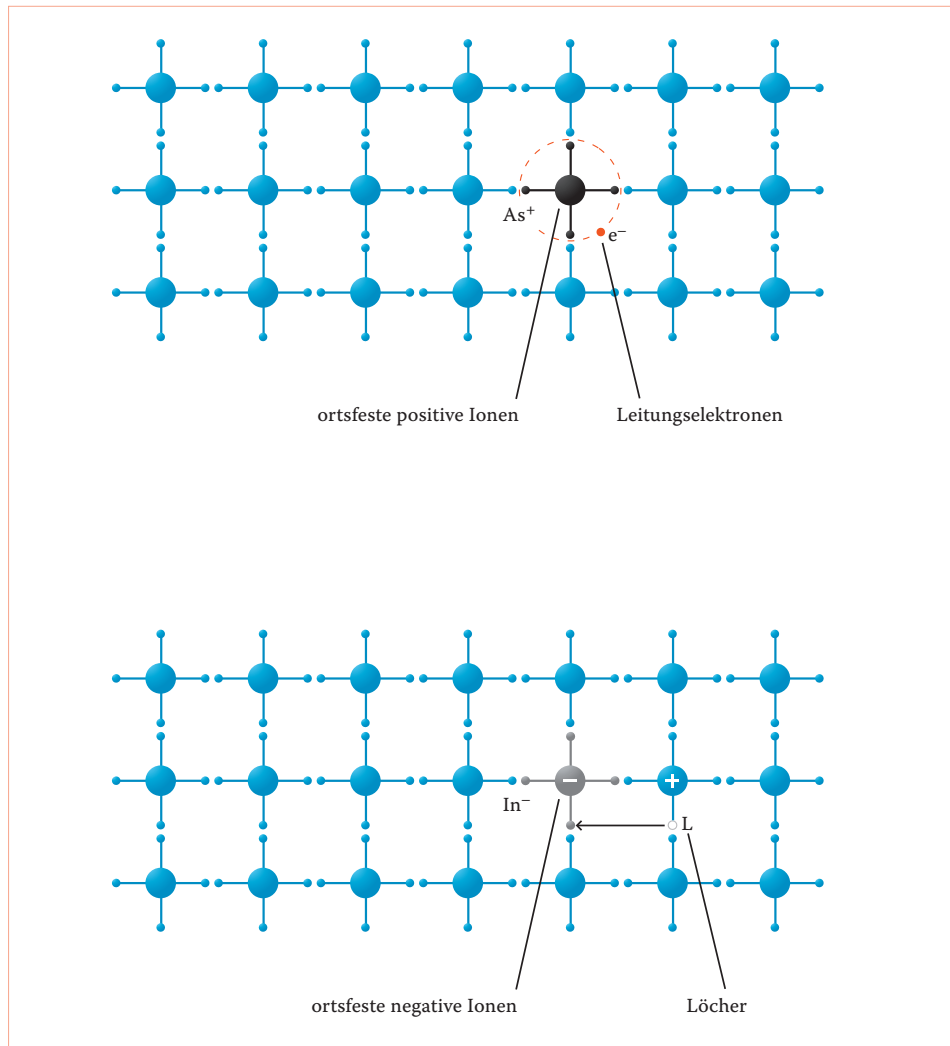 As⁺
e⁻
ortsfeste positive Ionen
Leitungselektronen
−
+
In⁻
L
ortsfeste negative Ionen
Löcher